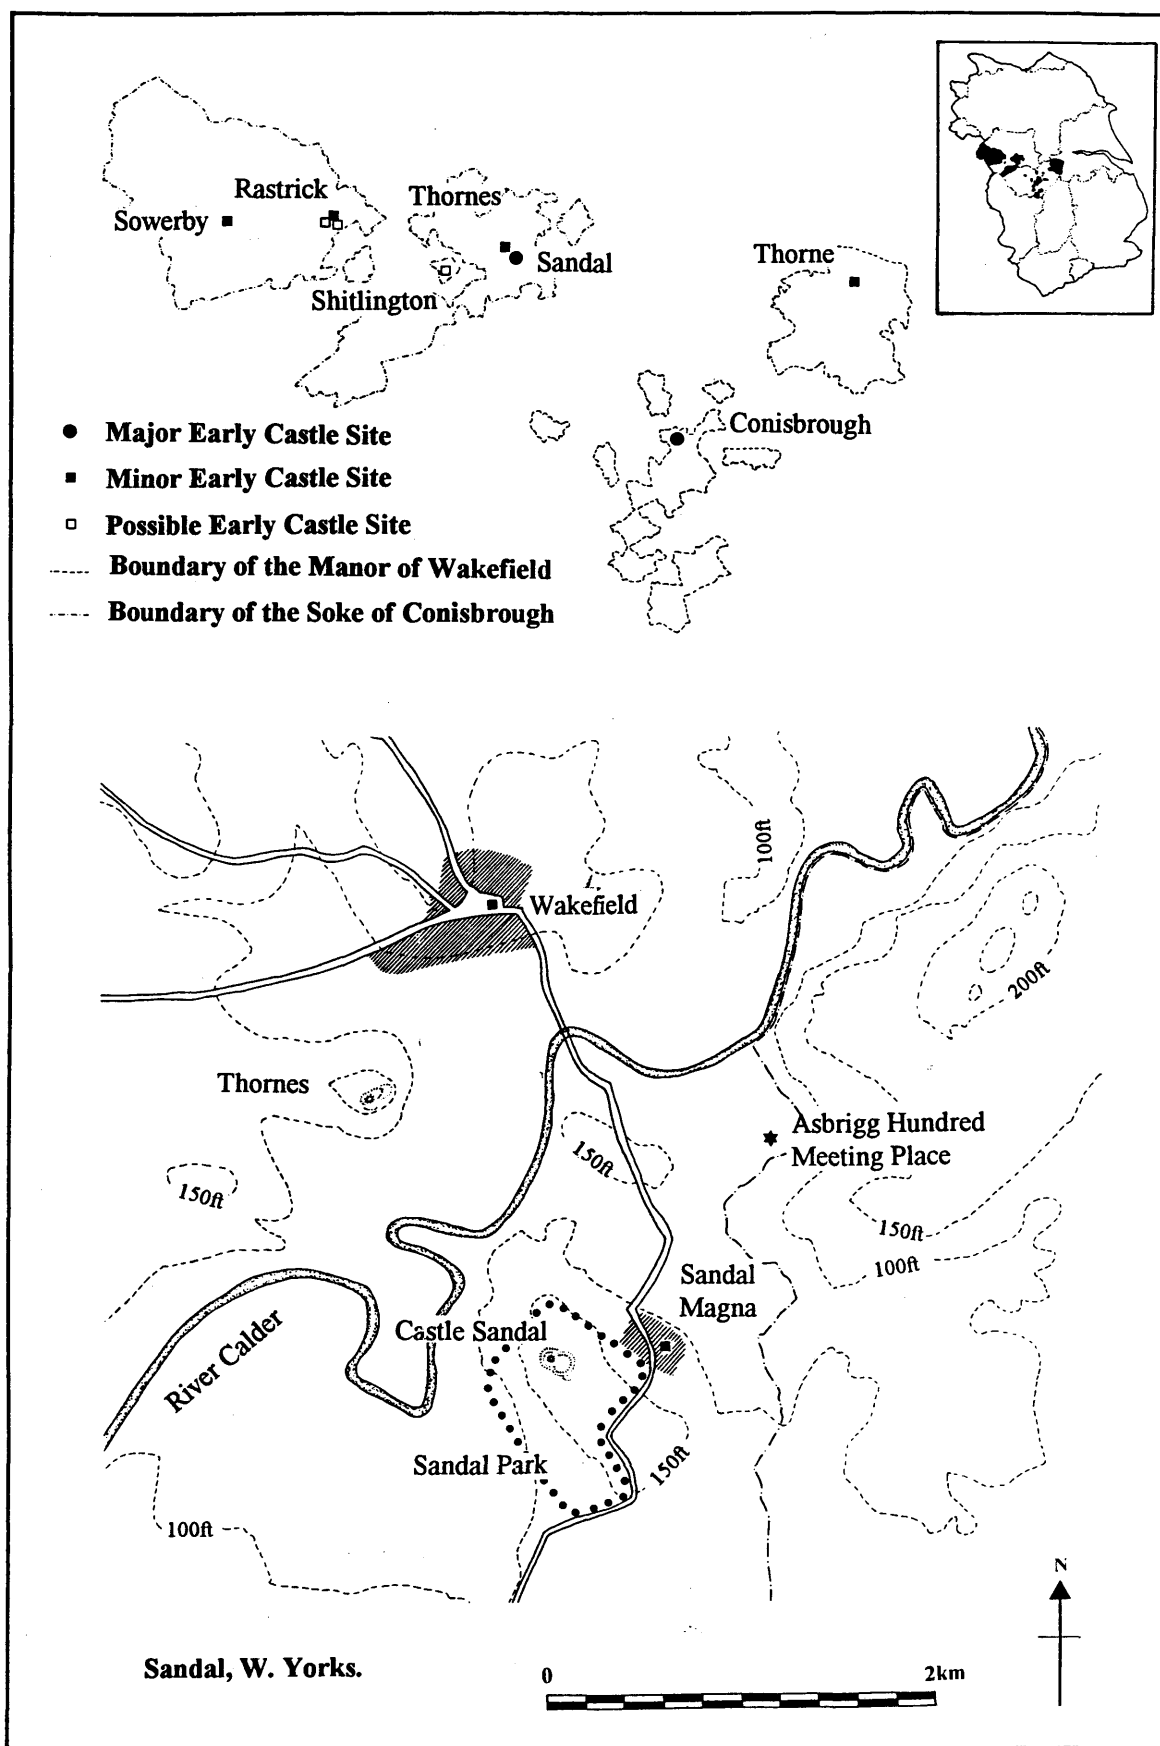 Rastrick
Thornes
Sowerby
Sandal
Thorne
Shitlington
Conisbrough
Major Early Castle Site
Minor Early Castle Site
Possible Early Castle Site
Boundary of the Manor of Wakefield
Boundary of the Soke of Conisbrough
100ft
Wakefield
200ft
Thornes
Asbrigg Hundred
Meeting Place
150ft
150ft
150ft
100ft
Sandal
Magna
Castle Sandal
River Calder
Sandal Park
150ft
100ft
N
Sandal, W. Yorks.
0
2km